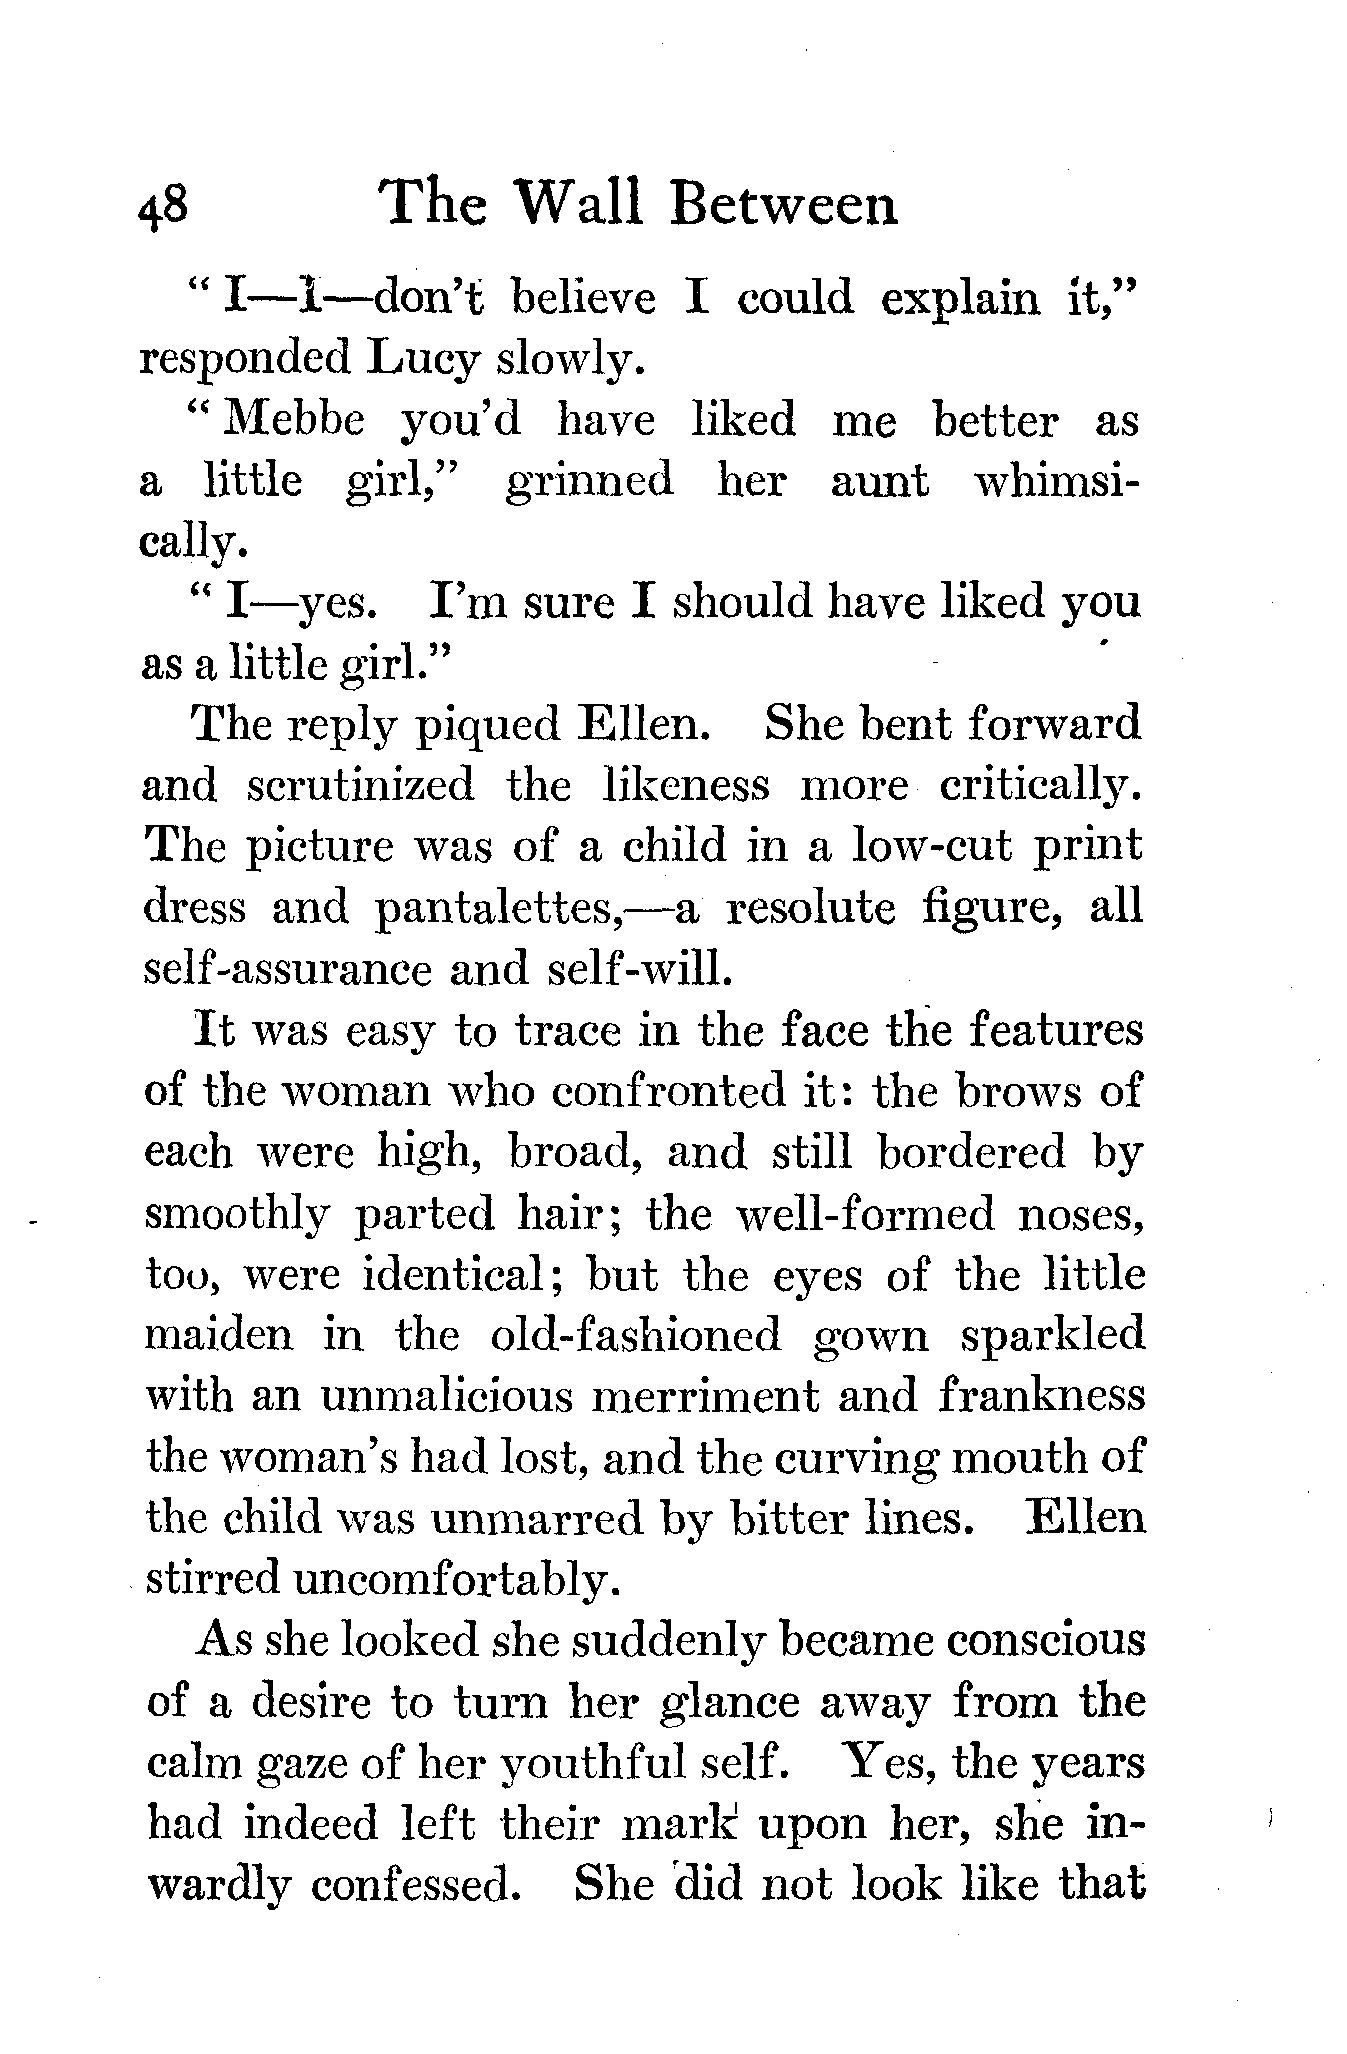 48 The Wall Between
" I—I—don't believe I could explain it,"
responded Lucy slowly.
" Mebbe you'd have liked me better as
a little girl," grinned her aunt whimsi-
cally.
" I—yes. I'm sure I should have liked you
as a little girl."
The reply piqued Ellen. She bent forward
and scrutinized the likeness more critically.
The picture was of a child in a low-cut print
dress and pantalettes,—a resolute figure, all
self-assurance and self-will.
It was easy to trace in the face the features
of the woman who confronted it: the brows of
each were high, broad, and still bordered by
smoothly parted hair; the well-formed noses,
too, were identical; but the eyes of the little
maiden in the old-fashioned gown sparkled
with an unmalicious merriment and frankness
the woman's had lost, and the curving mouth of
the child was unmarred by bitter lines. Ellen
stirred uncomfortably.
As she looked she suddenly became conscious
of a desire to turn her glance away from the
calm gaze of her youthful self. Yes, the years
had indeed left their mark upon her, she in-
wardly confessed. She did not look like that